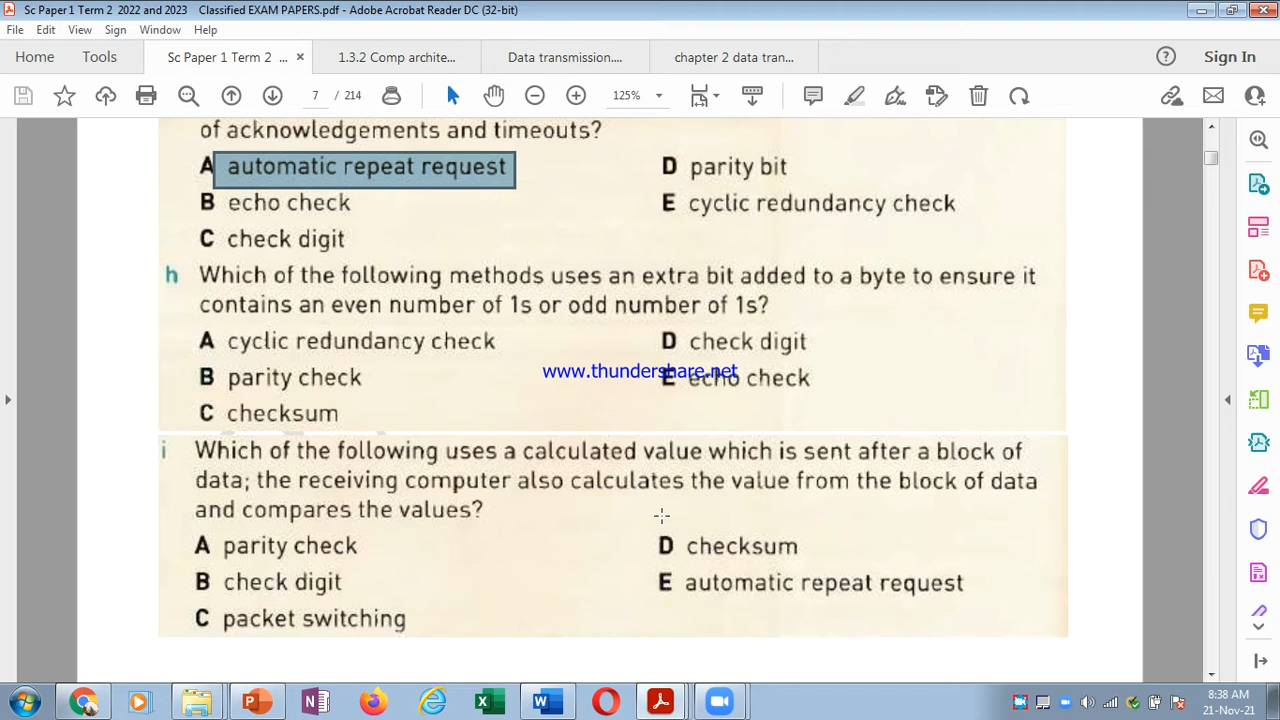 Sc Paper 1 Term 2 2022 and 2023 Classified EXAM PAPERS.pdf - Adobe Acrobat Reader DC (32-bit)
File Edit View Sign Window Help
Home Tools Sc Paper 1 Term 2 ... × 1.3.2 Comp archite... Data transmission.... chapter 2 data tran... Sign In
7 / 214 125%
of acknowledgements and timeouts?
A automatic repeat request D parity bit
B echo check E cyclic redundancy check
C check digit
h Which of the following methods uses an extra bit added to a byte to ensure it
contains an even number of 1s or odd number of 1s?
A cyclic redundancy check D check digit
www.thundershare.net
B parity check E echo check
C checksum
i Which of the following uses a calculated value which is sent after a block of
data; the receiving computer also calculates the value from the block of data
and compares the values?
A parity check D checksum
B check digit E automatic repeat request
C packet switching
8:38 AM
21-Nov-21